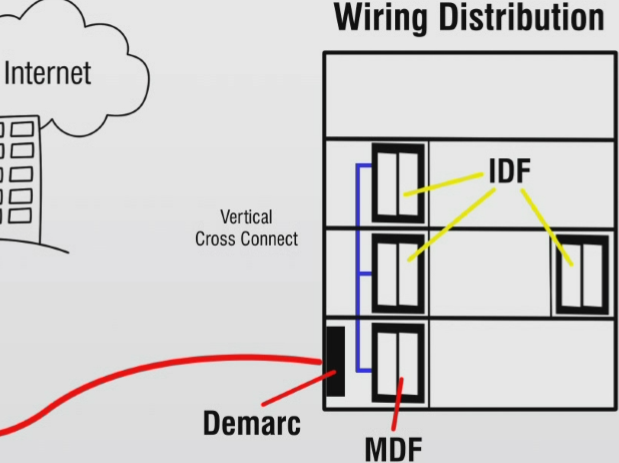 Wiring Distribution
Internet
IDF
Vertical
Cross Connect
Demarc
MDF